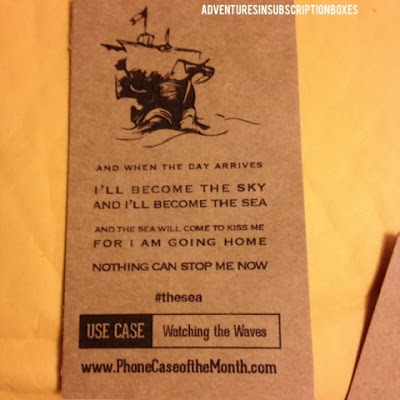 ADVENTURESINSUBSCRIPTIONBOXES
AND WHEN THE DAY ARRIVES
I'LL BECOME THE SKY
AND I'LL BECOME THE SEA
AND THE SEA WILL COME TO KISS ME
FOR I AM GOING HOME
NOTHING CAN STOP ME NOW
#thesea
USE CASE Watching the Waves
www.PhoneCaseoftheMonth.com